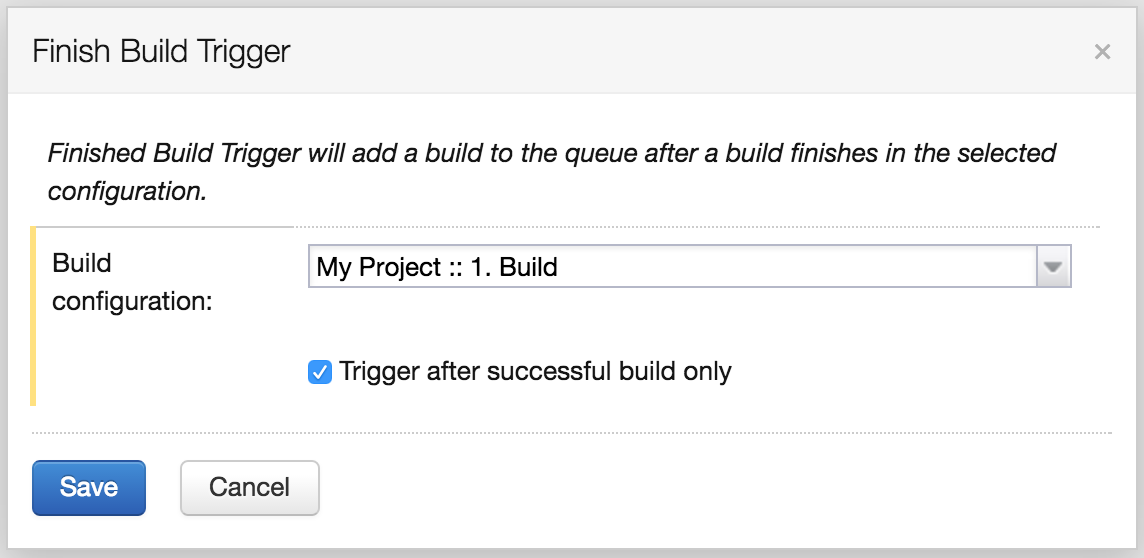 Finish Build Trigger
×
Finished Build Trigger will add a build to the queue after a build finishes in the selected
configuration.
Build
configuration:
My Project :: 1. Build
Trigger after successful build only
Save
Cancel